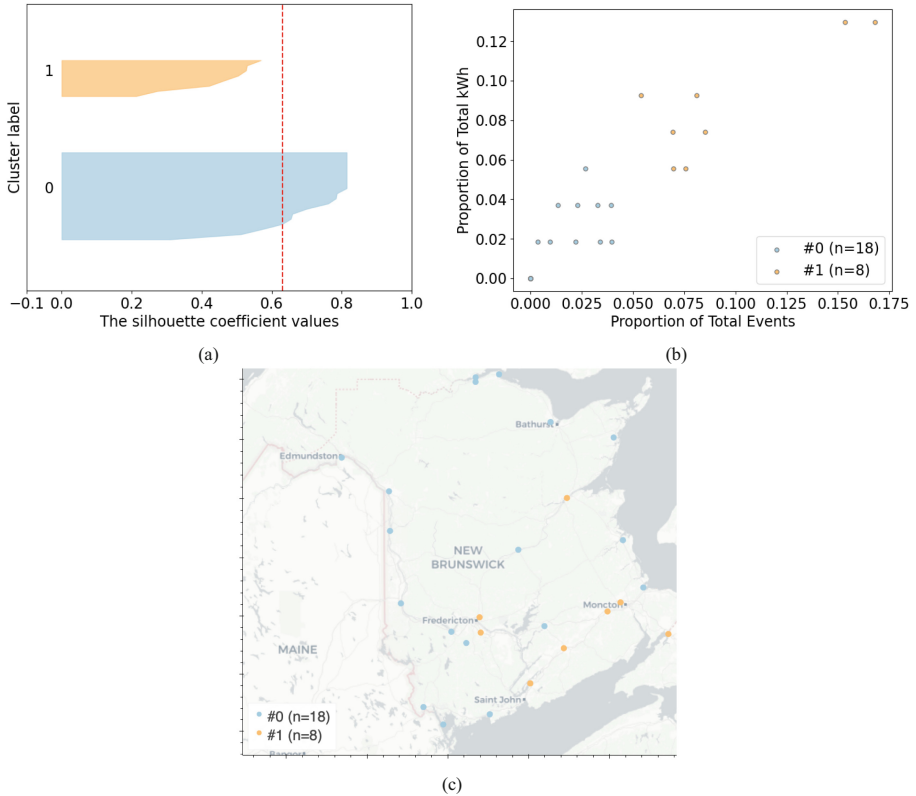 1
0
Cluster label
−0.1 0.0 0.2 0.4 0.6 0.8 1.0
The silhouette coefficient values
(a)
0.12
0.10
0.08
0.06
0.04
0.02
0.00
Proportion of Total kWh
#0 (n=18)
#1 (n=8)
0.000 0.025 0.050 0.075 0.100 0.125 0.150 0.175
Proportion of Total Events
(b)
Bathurst
Edmundston
NEW
BRUNSWICK
Moncton
Fredericton
MAINE
Saint John
#0 (n=18)
#1 (n=8)
(c)